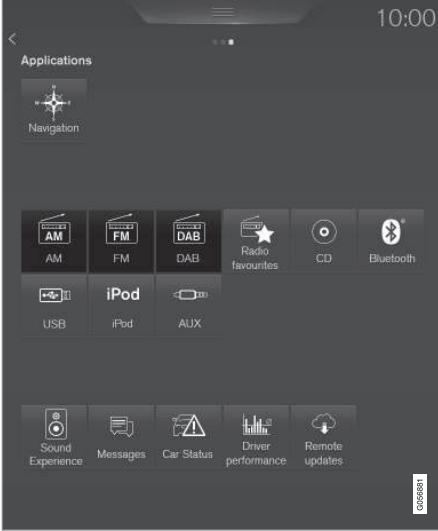 10:00
Applications
Navigation
AM
FM
DAB
AM
FM
DAB
Radio
favourites
CD
Bluetooth
iPod
USB
iPod
AUX
Sound
Experience
Messages
Car Status
Driver
performance
Remote
updates
G056881